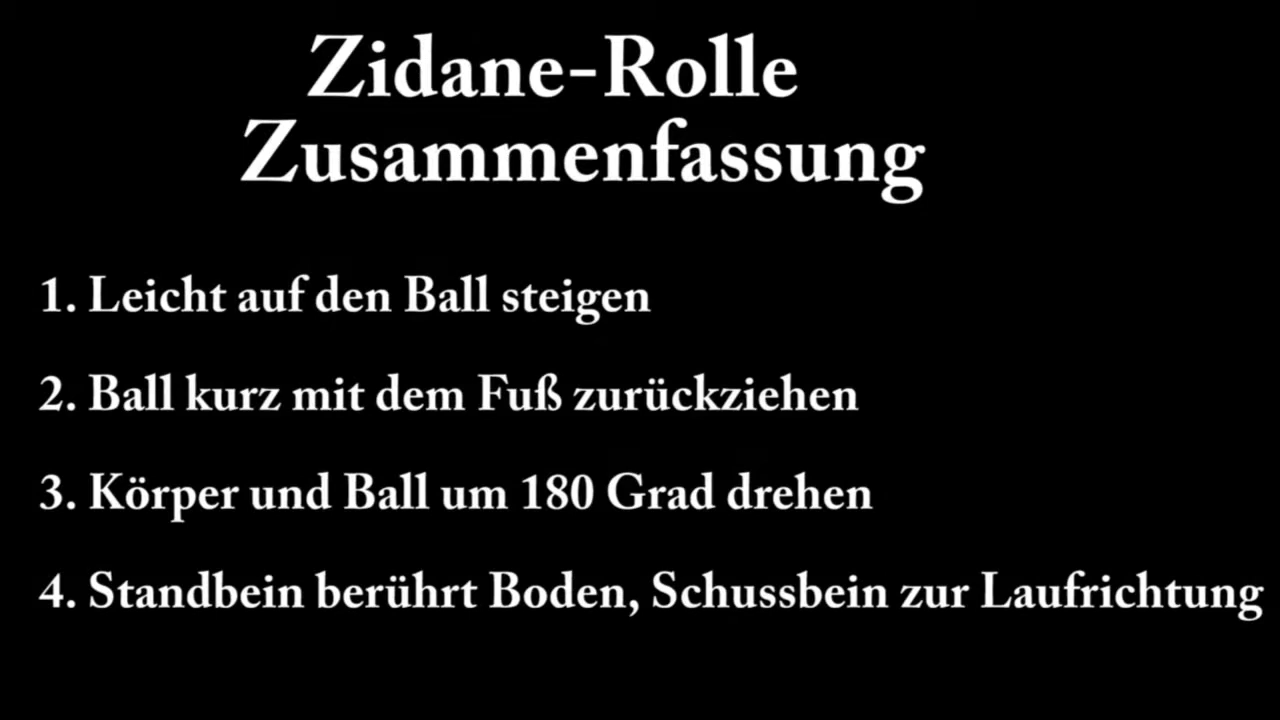 Zidane-Rolle
Zusammenfassung
1. Leicht auf den Ball steigen
2. Ball kurz mit dem Fuß zurückziehen
3. Körper und Ball um 180 Grad drehen
4. Standbein berührt Boden, Schussbein zur Laufrichtung